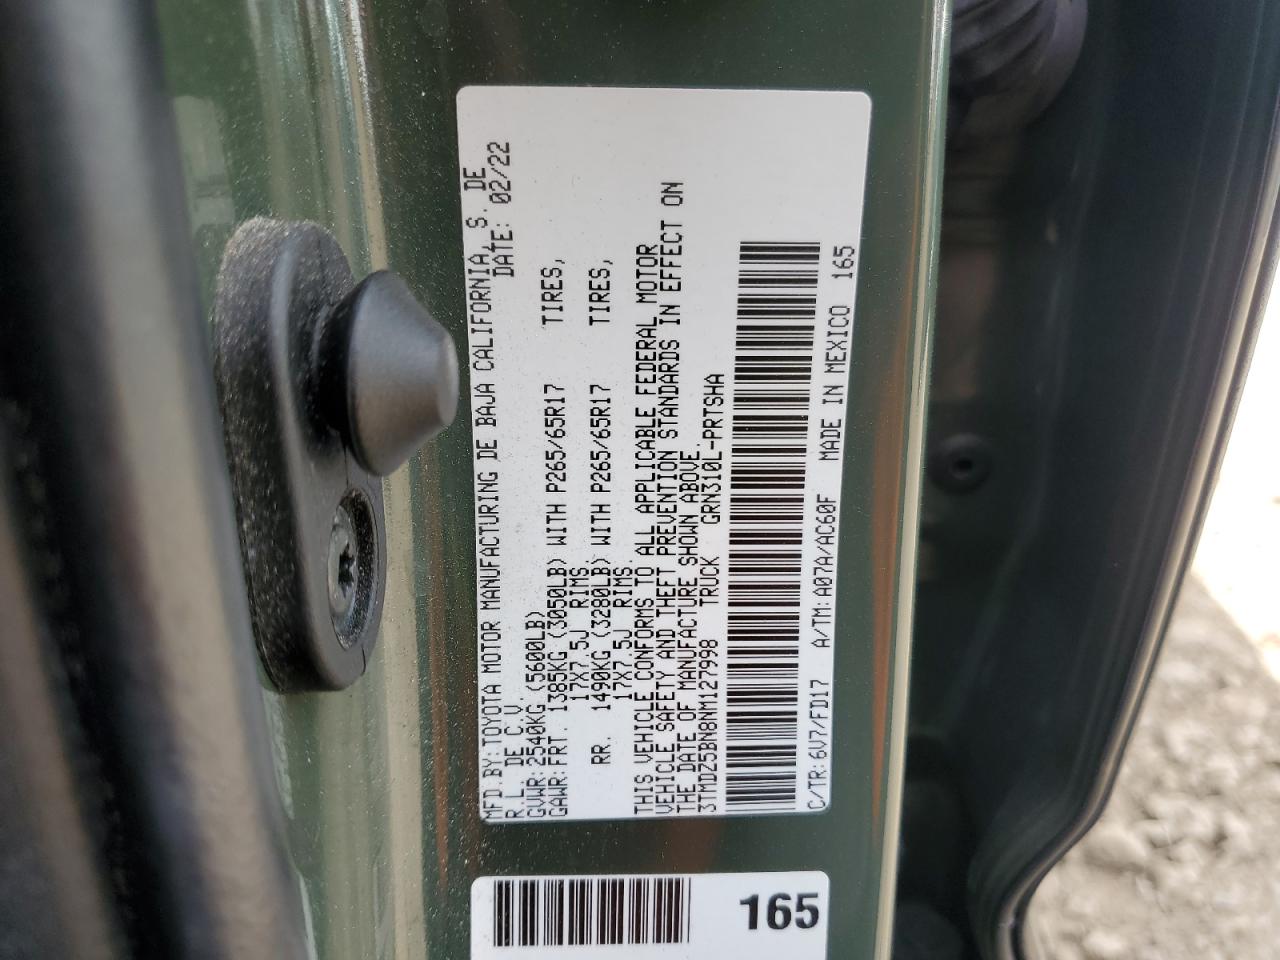 MFD.BY:TOYOTA MOTOR MANUFACTURING DE BAJA CALIFORNIA, S. DE
R.L. DE C.V. DATE: 02/22
GVWR:2540KG (5600LB)
GAWR:FRT. 1385KG (3050LB) WITH P265/65R17 TIRES,
17X7.5J RIMS
RR. 1490KG (3280LB) WITH P265/65R17 TIRES,
17X7.5J RIMS
THIS VEHICLE CONFORMS TO ALL APPLICABLE FEDERAL MOTOR
VEHICLE SAFETY AND THEFT PREVENTION STANDARDS IN EFFECT ON
THE DATE OF MANUFACTURE SHOWN ABOVE.
3TMDZ5BN8NM127998 TRUCK GRN310L-PRTSHA
C/TR:6V7/FD17 A/TM:A07A/AC60F MADE IN MEXICO 165
165